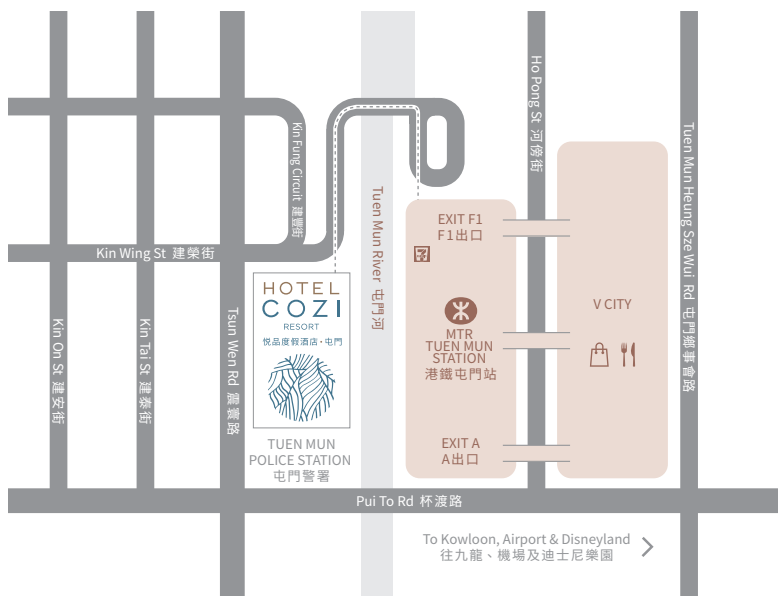 Ho Pong St 河傍街
Kin Fung Circuit 建豐街
Tuen Mun Heung Sze Wui Rd 屯門鄉事會路
Tuen Mun River 屯門河
EXIT F1
F1出口
Kin Wing St 建榮街
7
HOTEL
COZI
RESORT
悦品度假酒店·屯門
V CITY
MTR
TUEN MUN
STATION
港鐵屯門站
Kin On St 建安街
Kin Tai St 建泰街
Tsun Wen Rd 震寰路
TUEN MUN
POLICE STATION
屯門警署
EXIT A
A出口
Pui To Rd 杯渡路
To Kowloon, Airport & Disneyland
往九龍、機場及迪士尼樂園